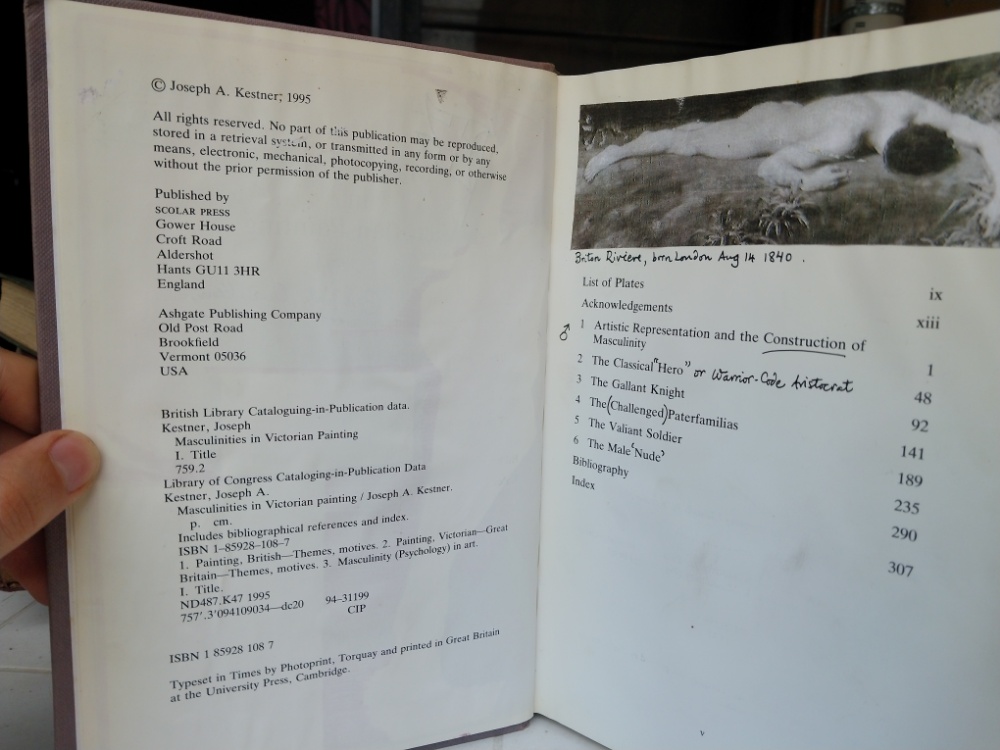 © Joseph A. Kestner, 1995
All rights reserved. No part of this publication may be reproduced,
stored in a retrieval system, or transmitted in any form or by any
means, electronic, mechanical, photocopying, recording, or otherwise
without the prior permission of the publisher.
Published by
SCOLAR PRESS
Gower House
Croft Road
Aldershot
Hants GU11 3HR
England
Ashgate Publishing Company
Old Post Road
Brookfield
Vermont 05036
USA
British Library Cataloguing-in-Publication data.
Kestner, Joseph
Masculinities in Victorian Painting
I. Title
759.2
Library of Congress Cataloging-in-Publication Data
Kestner, Joseph A.
Masculinities in Victorian painting / Joseph A. Kestner.
p. cm.
Includes bibliographical references and index.
ISBN 1–85928–108–7
1. Painting, British—Themes, motives. 2. Painting, Victorian—Great
Britain—Themes, motives. 3. Masculinity (Psychology) in art.
I. Title.
ND487.K47 1995
757'.3'094109034—dc20 94–31199
CIP
ISBN 1 85928 108 7
Typeset in Times by Photoprint, Torquay and printed in Great Britain
at the University Press, Cambridge.
Briton Rivière, born London Aug 14 1840.
List of Plates ix
Acknowledgements xiii
♂ 1 Artistic Representation and the Construction of
Masculinity 1
2 The Classical "Hero" or Warrior-Code Aristocrat 48
3 The Gallant Knight 92
4 The (Challenged) Paterfamilias 141
5 The Valiant Soldier 189
6 The Male 'Nude' 235
Bibliography 290
Index 307
v